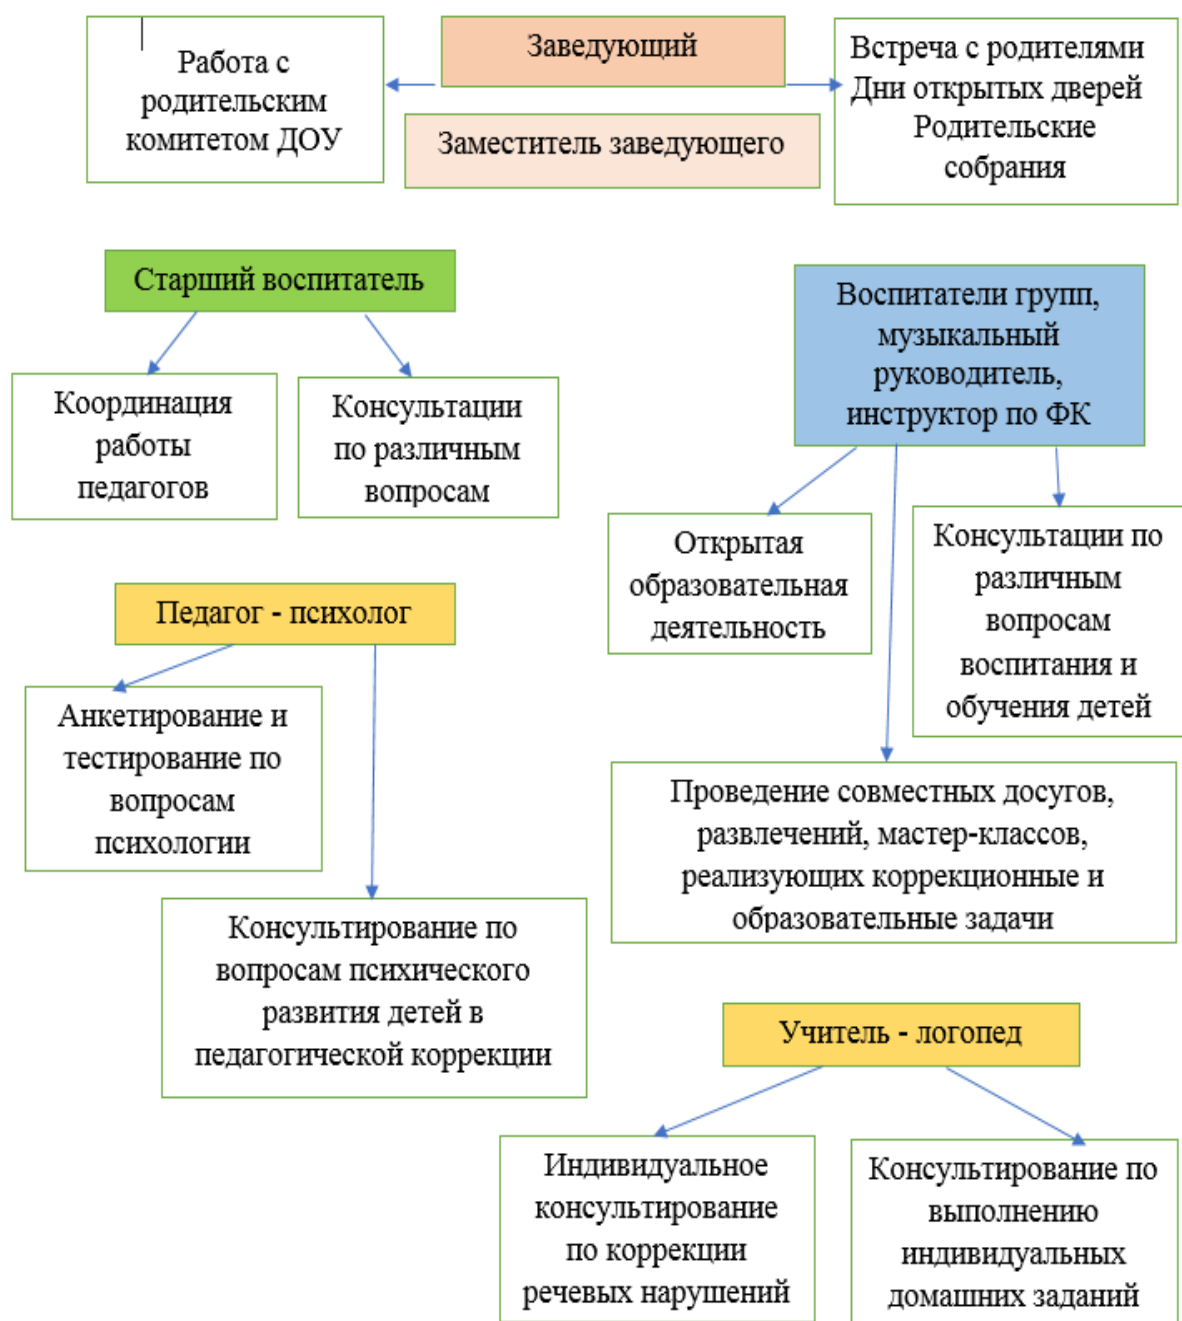 Работа с
родительским
комитетом ДОУ
Заведующий
Заместитель заведующего
Встреча с родителями
Дни открытых дверей
Родительские
собрания
Старший воспитатель
Координация
работы
педагогов
Консультации
по различным
вопросам
Воспитатели групп,
музыкальный
руководитель,
инструктор по ФК
Открытая
образовательная
деятельность
Консультации по
различным
вопросам
воспитания и
обучения детей
Проведение совместных досугов,
развлечений, мастер-классов,
реализующих коррекционные и
образовательные задачи
Педагог - психолог
Анкетирование и
тестирование по
вопросам
психологии
Консультирование по
вопросам психического
развития детей в
педагогической коррекции
Учитель - логопед
Индивидуальное
консультирование
по коррекции
речевых нарушений
Консультирование по
выполнению
индивидуальных
домашних заданий